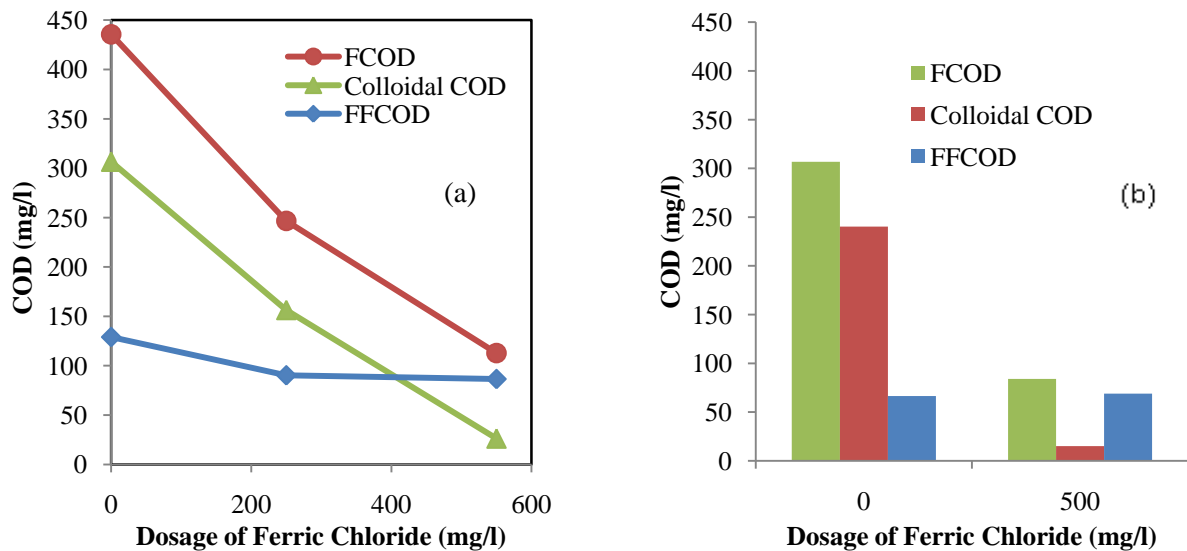 450
400
350
300
250
200
150
100
50
0
COD (mg/l)
FCOD
Colloidal COD
FFCOD
(a)
0 200 400 600
Dosage of Ferric Chloride (mg/l)
450
400
350
300
250
200
150
100
50
0
COD (mg/l)
FCOD
Colloidal COD
FFCOD
(b)
0 500
Dosage of Ferric Chloride (mg/l)